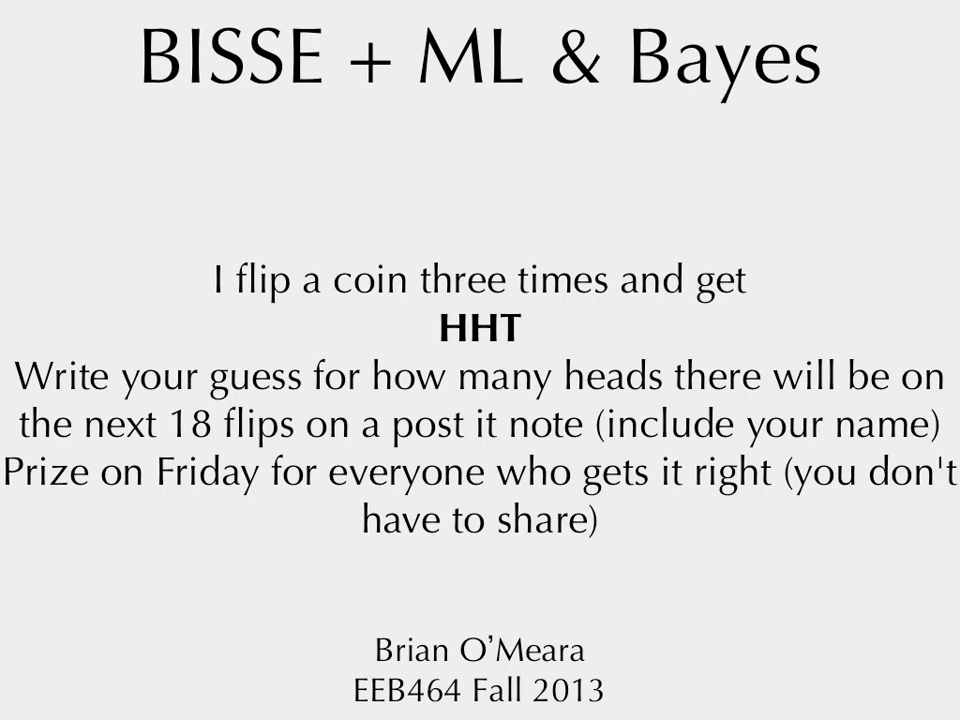 BISSE + ML & Bayes
I flip a coin three times and get
HHT
Write your guess for how many heads there will be on
the next 18 flips on a post it note (include your name)
Prize on Friday for everyone who gets it right (you don't
have to share)
Brian O’Meara
EEB464 Fall 2013